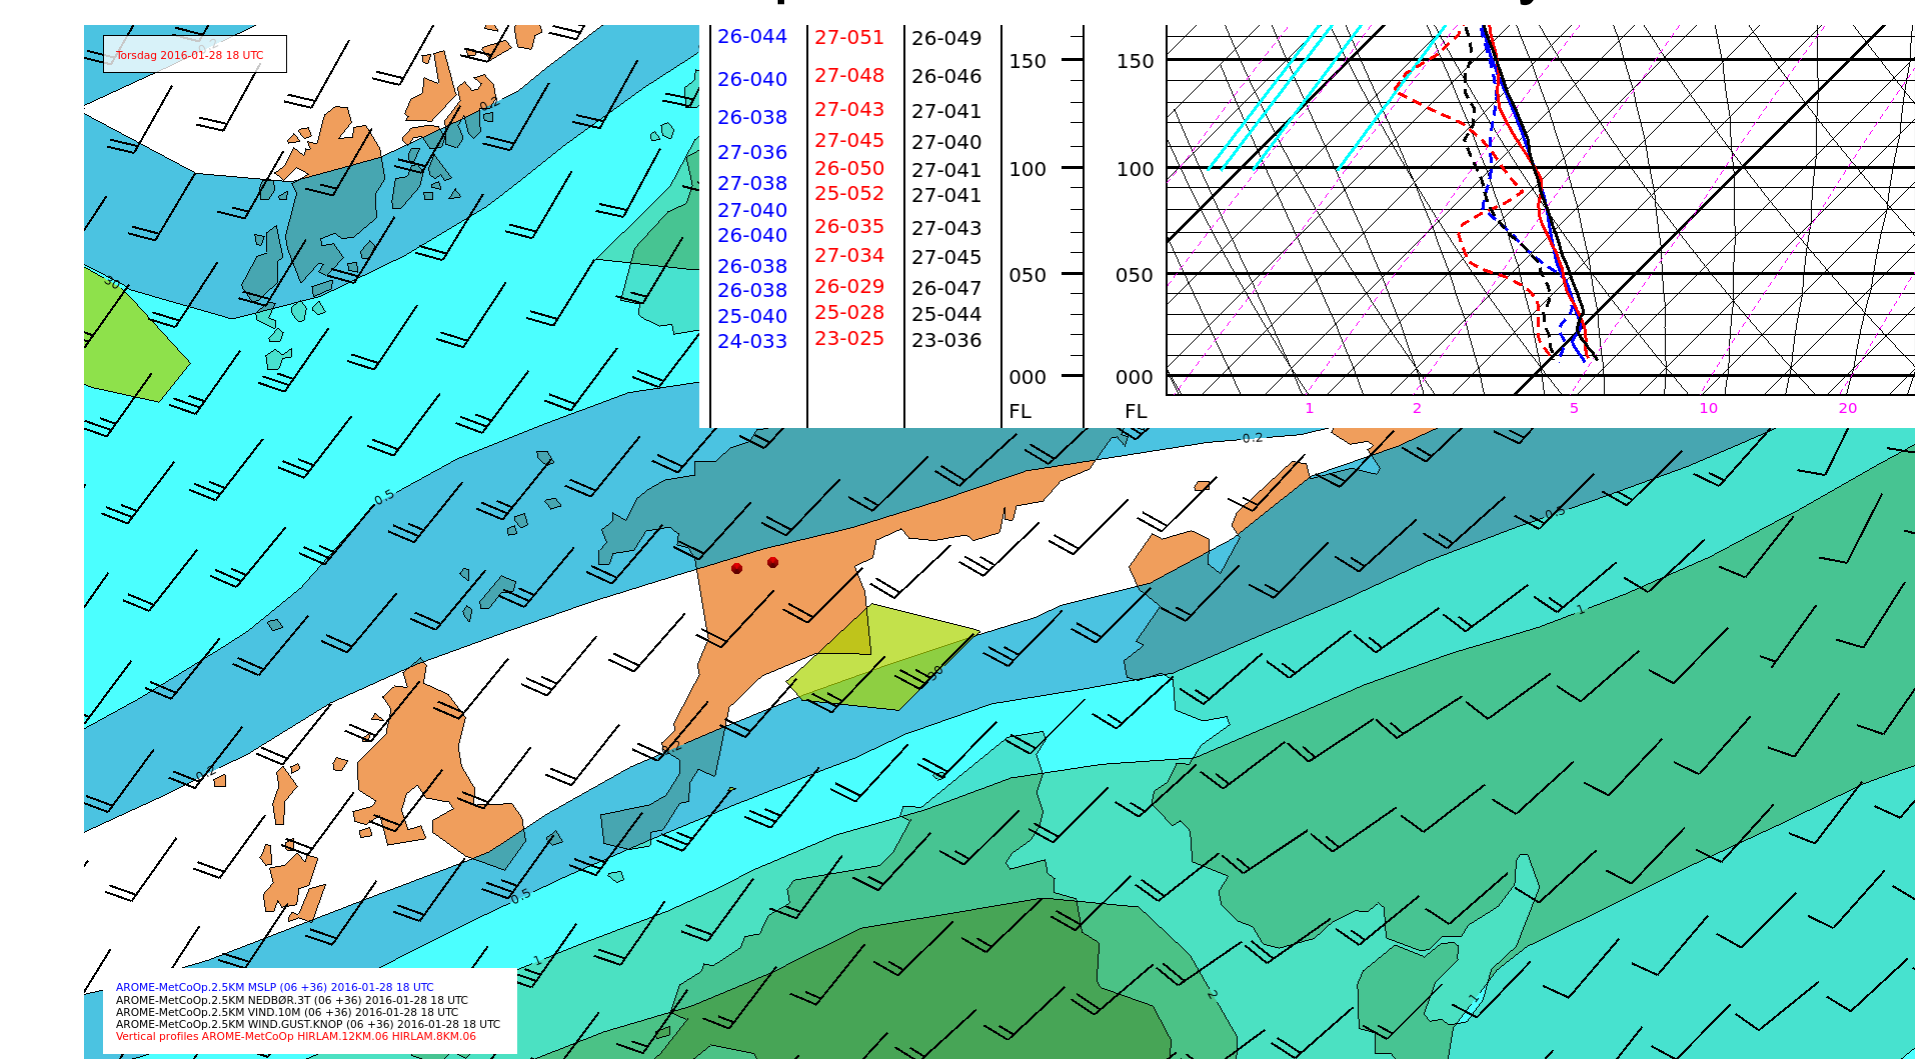 Torsdag 2016-01-28 18 UTC
26-044 27-051 26-049
26-040 27-048 26-046
26-038 27-043 27-041
27-036 27-045 27-040
27-038 26-050 27-041
27-040 25-052 27-041
26-040 26-035 27-043
26-038 27-034 27-045
26-038 26-029 26-047
25-040 25-028 25-044
24-033 23-025 23-036
150 150
100 100
050 050
000 000
FL FL
1 2 5 10 20
0.2
0.2
30
0.5
0.2
0.5
1
30
0.2
0.2
0.5
1
2
1
AROME-MetCoOp.2.5KM MSLP (06 +36) 2016-01-28 18 UTC
AROME-MetCoOp.2.5KM NEDBØR.3T (06 +36) 2016-01-28 18 UTC
AROME-MetCoOp.2.5KM VIND.10M (06 +36) 2016-01-28 18 UTC
AROME-MetCoOp.2.5KM WIND.GUST.KNOP (06 +36) 2016-01-28 18 UTC
Vertical profiles AROME-MetCoOp HIRLAM.12KM.06 HIRLAM.8KM.06